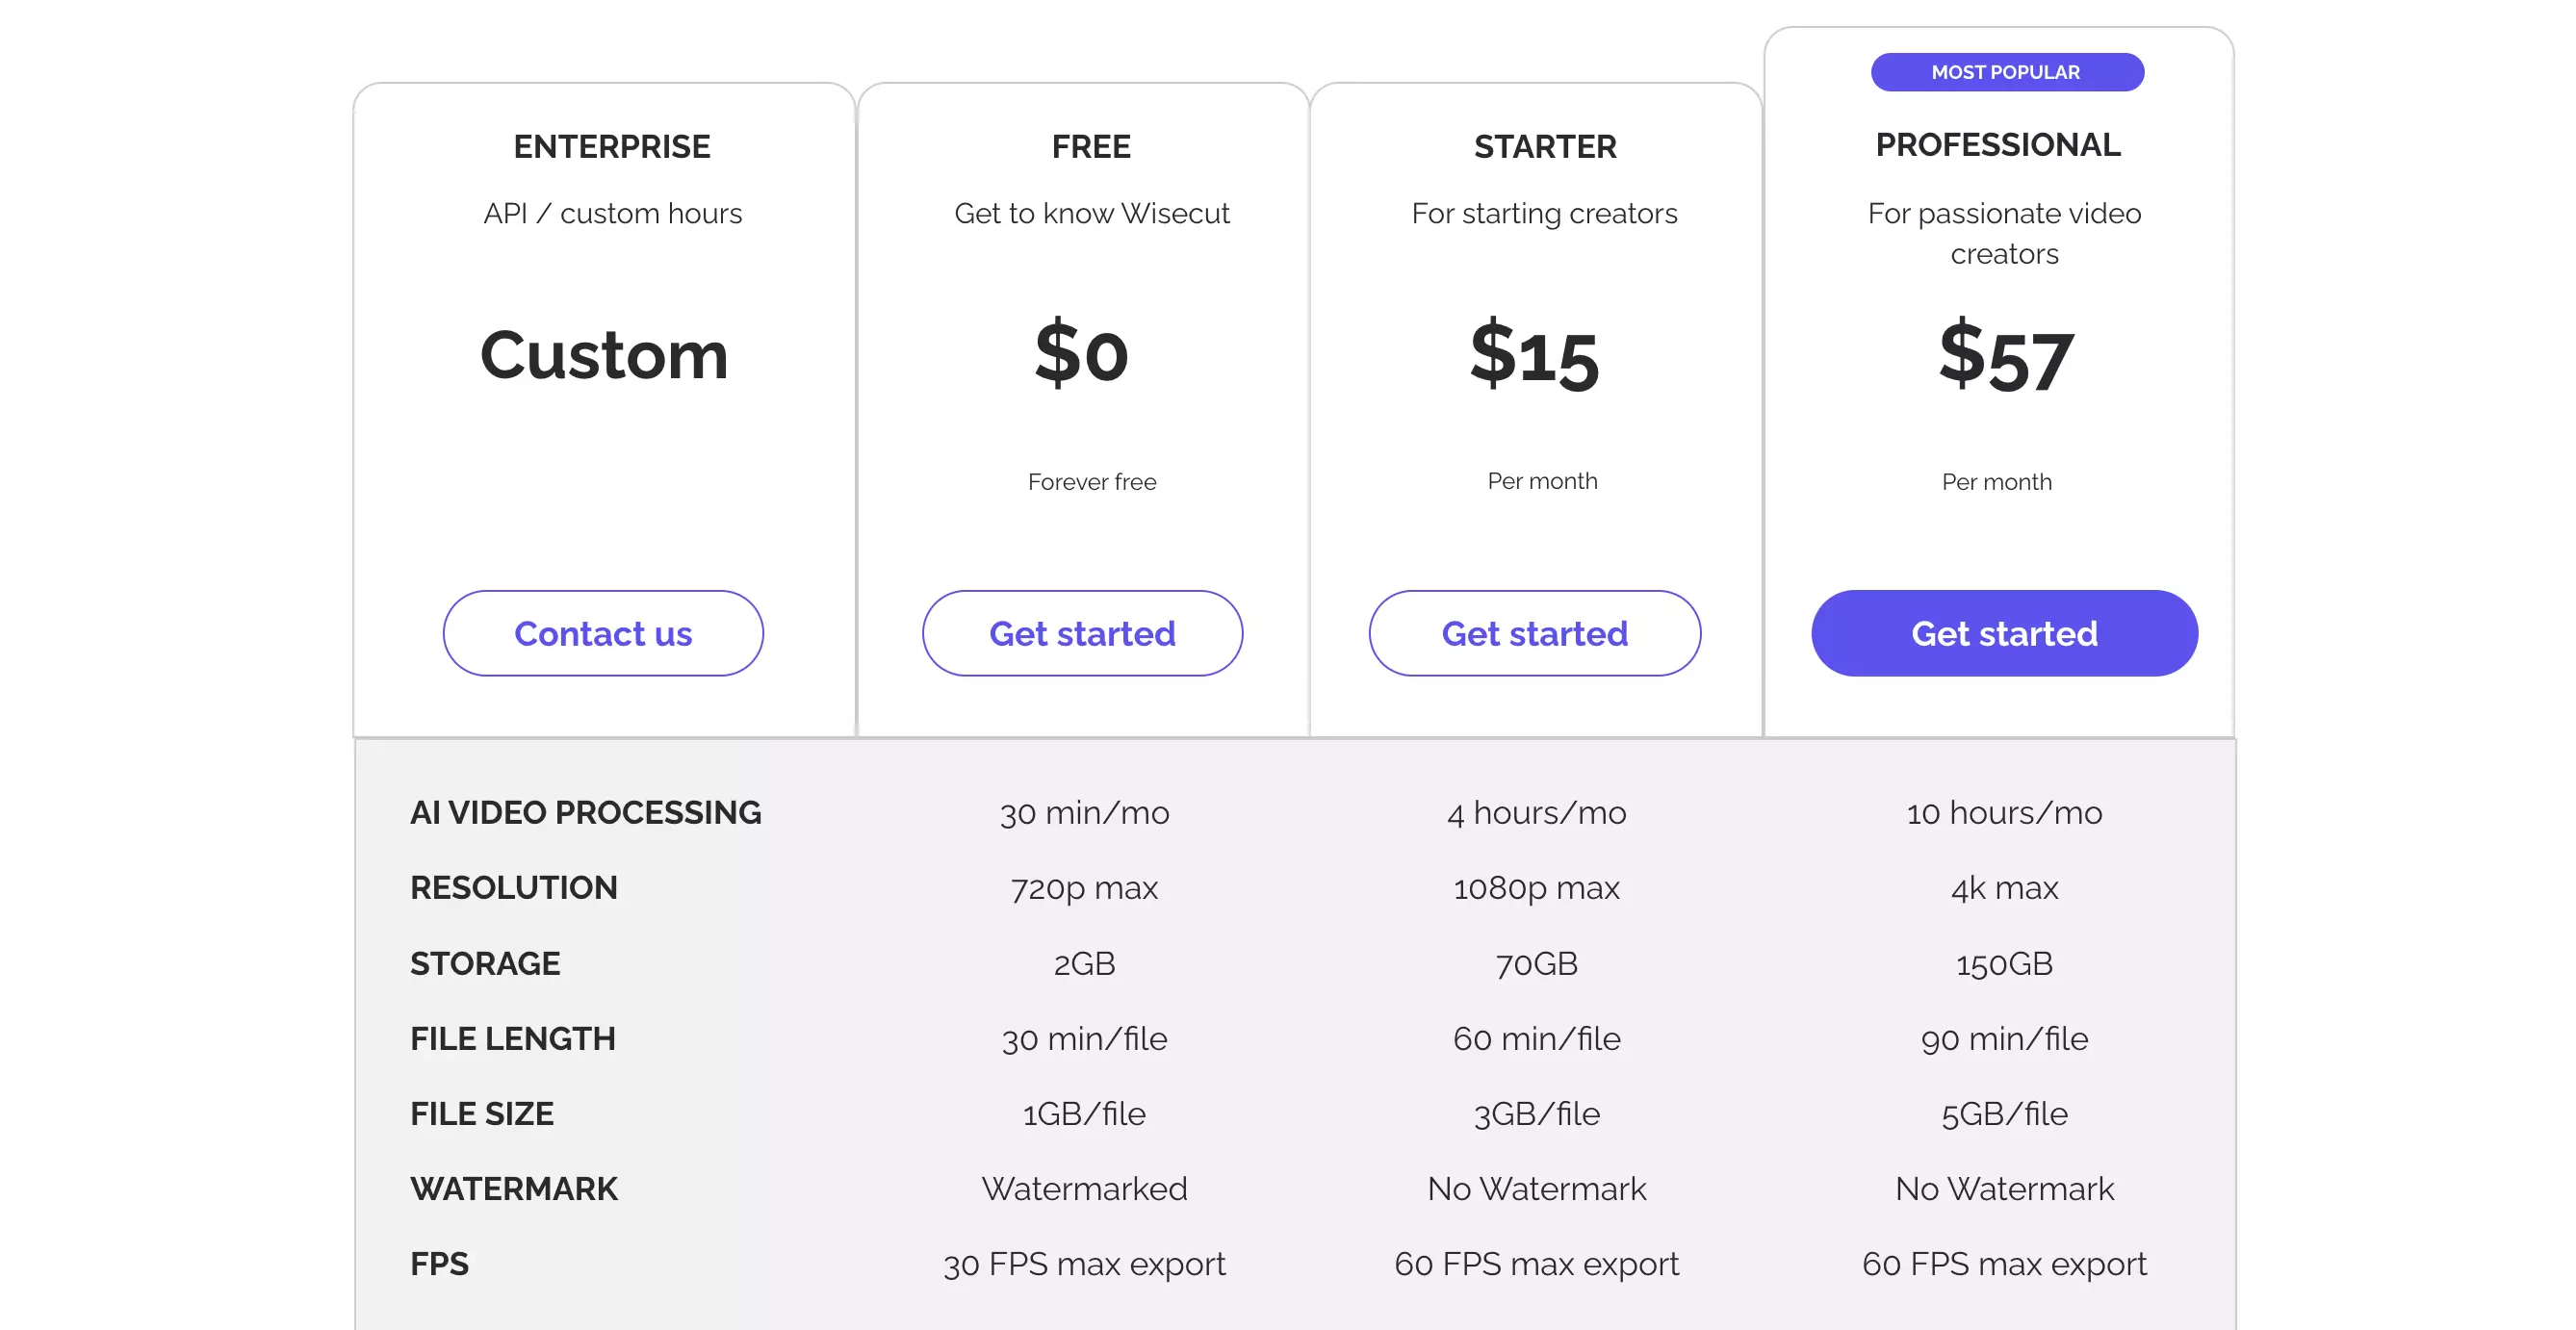 MOST POPULAR
ENTERPRISE
API / custom hours
Custom
Contact us
FREE
Get to know Wisecut
$0
Forever free
Get started
STARTER
For starting creators
$15
Per month
Get started
PROFESSIONAL
For passionate video
creators
$57
Per month
Get started
AI VIDEO PROCESSING 30 min/mo 4 hours/mo 10 hours/mo
RESOLUTION 720p max 1080p max 4k max
STORAGE 2GB 70GB 150GB
FILE LENGTH 30 min/file 60 min/file 90 min/file
FILE SIZE 1GB/file 3GB/file 5GB/file
WATERMARK Watermarked No Watermark No Watermark
FPS 30 FPS max export 60 FPS max export 60 FPS max export